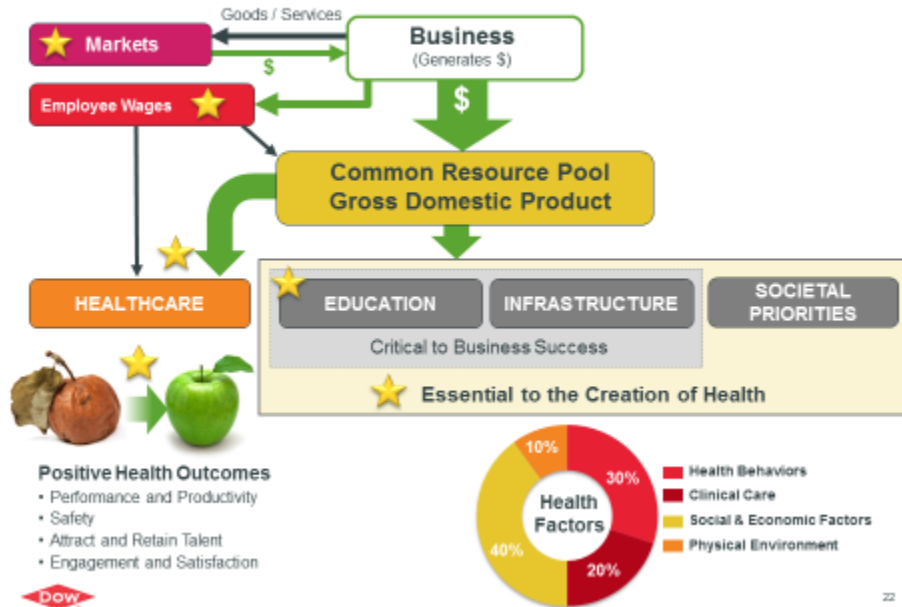 Goods / Services
Markets
$
Business
(Generates $)
Employee Wages
$
Common Resource Pool
Gross Domestic Product
HEALTHCARE
EDUCATION
INFRASTRUCTURE
SOCIETAL
PRIORITIES
Critical to Business Success
Essential to the Creation of Health
Positive Health Outcomes
• Performance and Productivity
• Safety
• Attract and Retain Talent
• Engagement and Satisfaction
10%
30%
40%
20%
Health
Factors
Health Behaviors
Clinical Care
Social & Economic Factors
Physical Environment
Dow
22